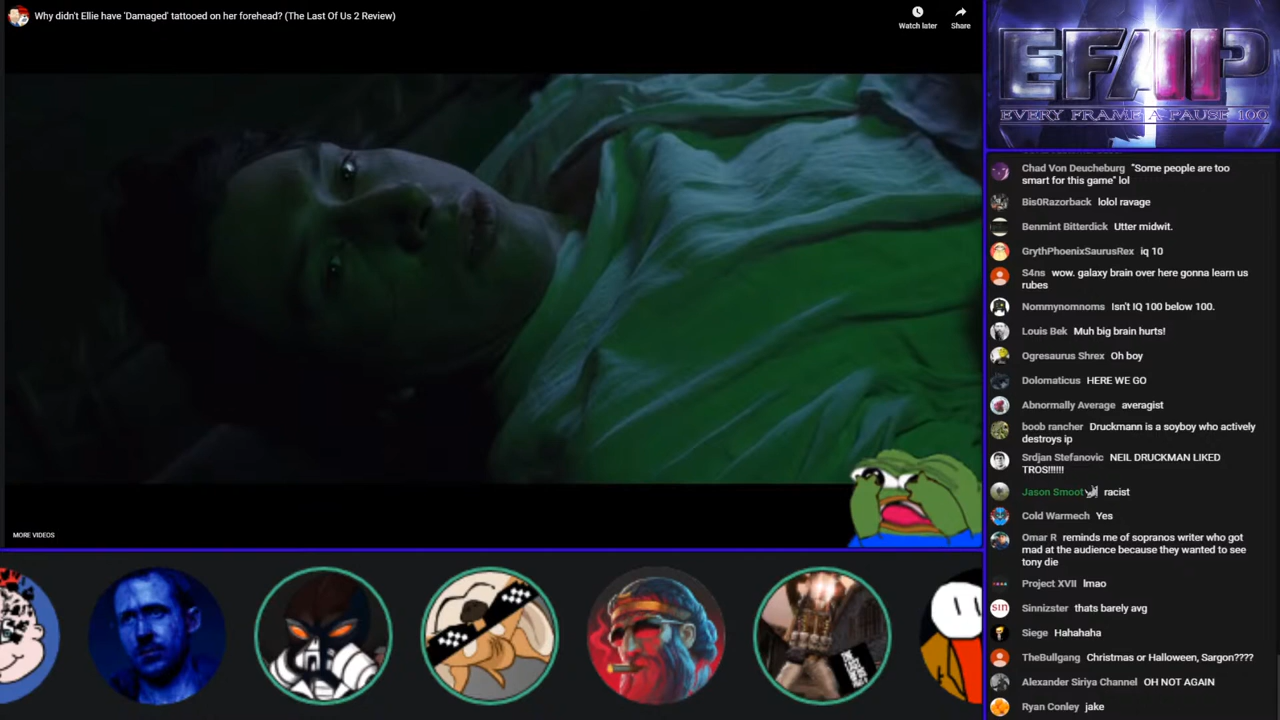 Why didn't Ellie have 'Damaged' tattooed on her forehead? (The Last Of Us 2 Review)
Watch later
Share
MORE VIDEOS
EFAP
EVERY FRAME A PAUSE 100
Chad Von Deucheburg "Some people are too
smart for this game" lol
Bis0Razorback lolol ravage
Benmint Bitterdick Utter midwit.
GrythPhoenixSaurusRex iq 10
S4ns wow. galaxy brain over here gonna learn us
rubes
Nommynomnoms Isn't IQ 100 below 100.
Louis Bek Muh big brain hurts!
Ogresaurus Shrex Oh boy
Dolomaticus HERE WE GO
Abnormally Average averagist
boob rancher Druckmann is a soyboy who actively
destroys ip
Srdjan Stefanovic NEIL DRUCKMAN LIKED
TROS!!!!!!
Jason Smoot racist
Cold Warmech Yes
Omar R reminds me of sopranos writer who got
mad at the audience because they wanted to see
tony die
Project XVII lmao
sin Sinnizster thats barely avg
Siege Hahahaha
TheBullgang Christmas or Halloween, Sargon????
Alexander Siriya Channel OH NOT AGAIN
Ryan Conley jake